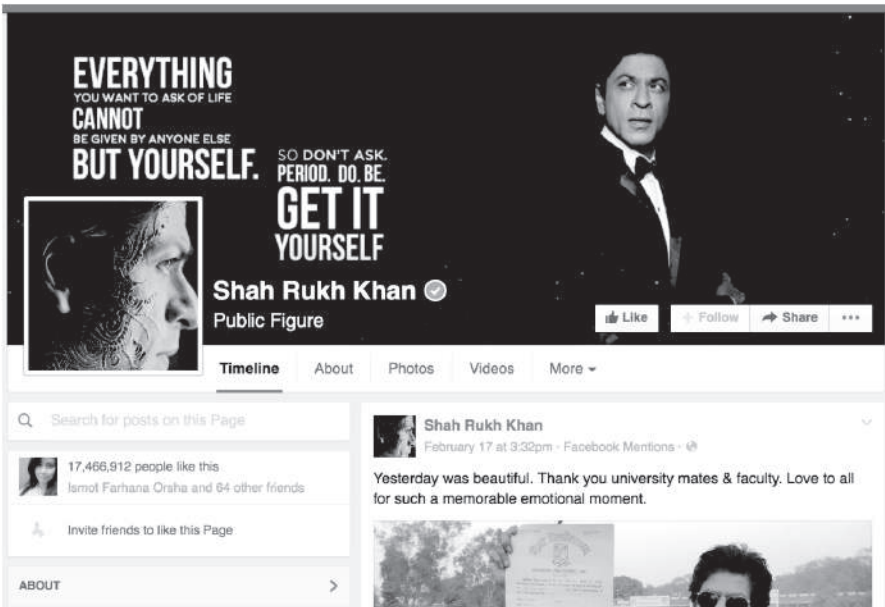 EVERYTHING
YOU WANT TO ASK OF LIFE
CANNOT
BE GIVEN BY ANYONE ELSE
BUT YOURSELF.
SO DON'T ASK.
PERIOD. DO. BE.
GET IT
YOURSELF
Shah Rukh Khan
Public Figure
Like
+ Follow
Share
Timeline
About
Photos
Videos
More
Search for posts on this Page
17,466,912 people like this
Ismot Farhana Orsha and 64 other friends
Invite friends to like this Page
ABOUT
Shah Rukh Khan
February 17 at 3:32pm · Facebook Mentions ·
Yesterday was beautiful. Thank you university mates & faculty. Love to all
for such a memorable emotional moment.